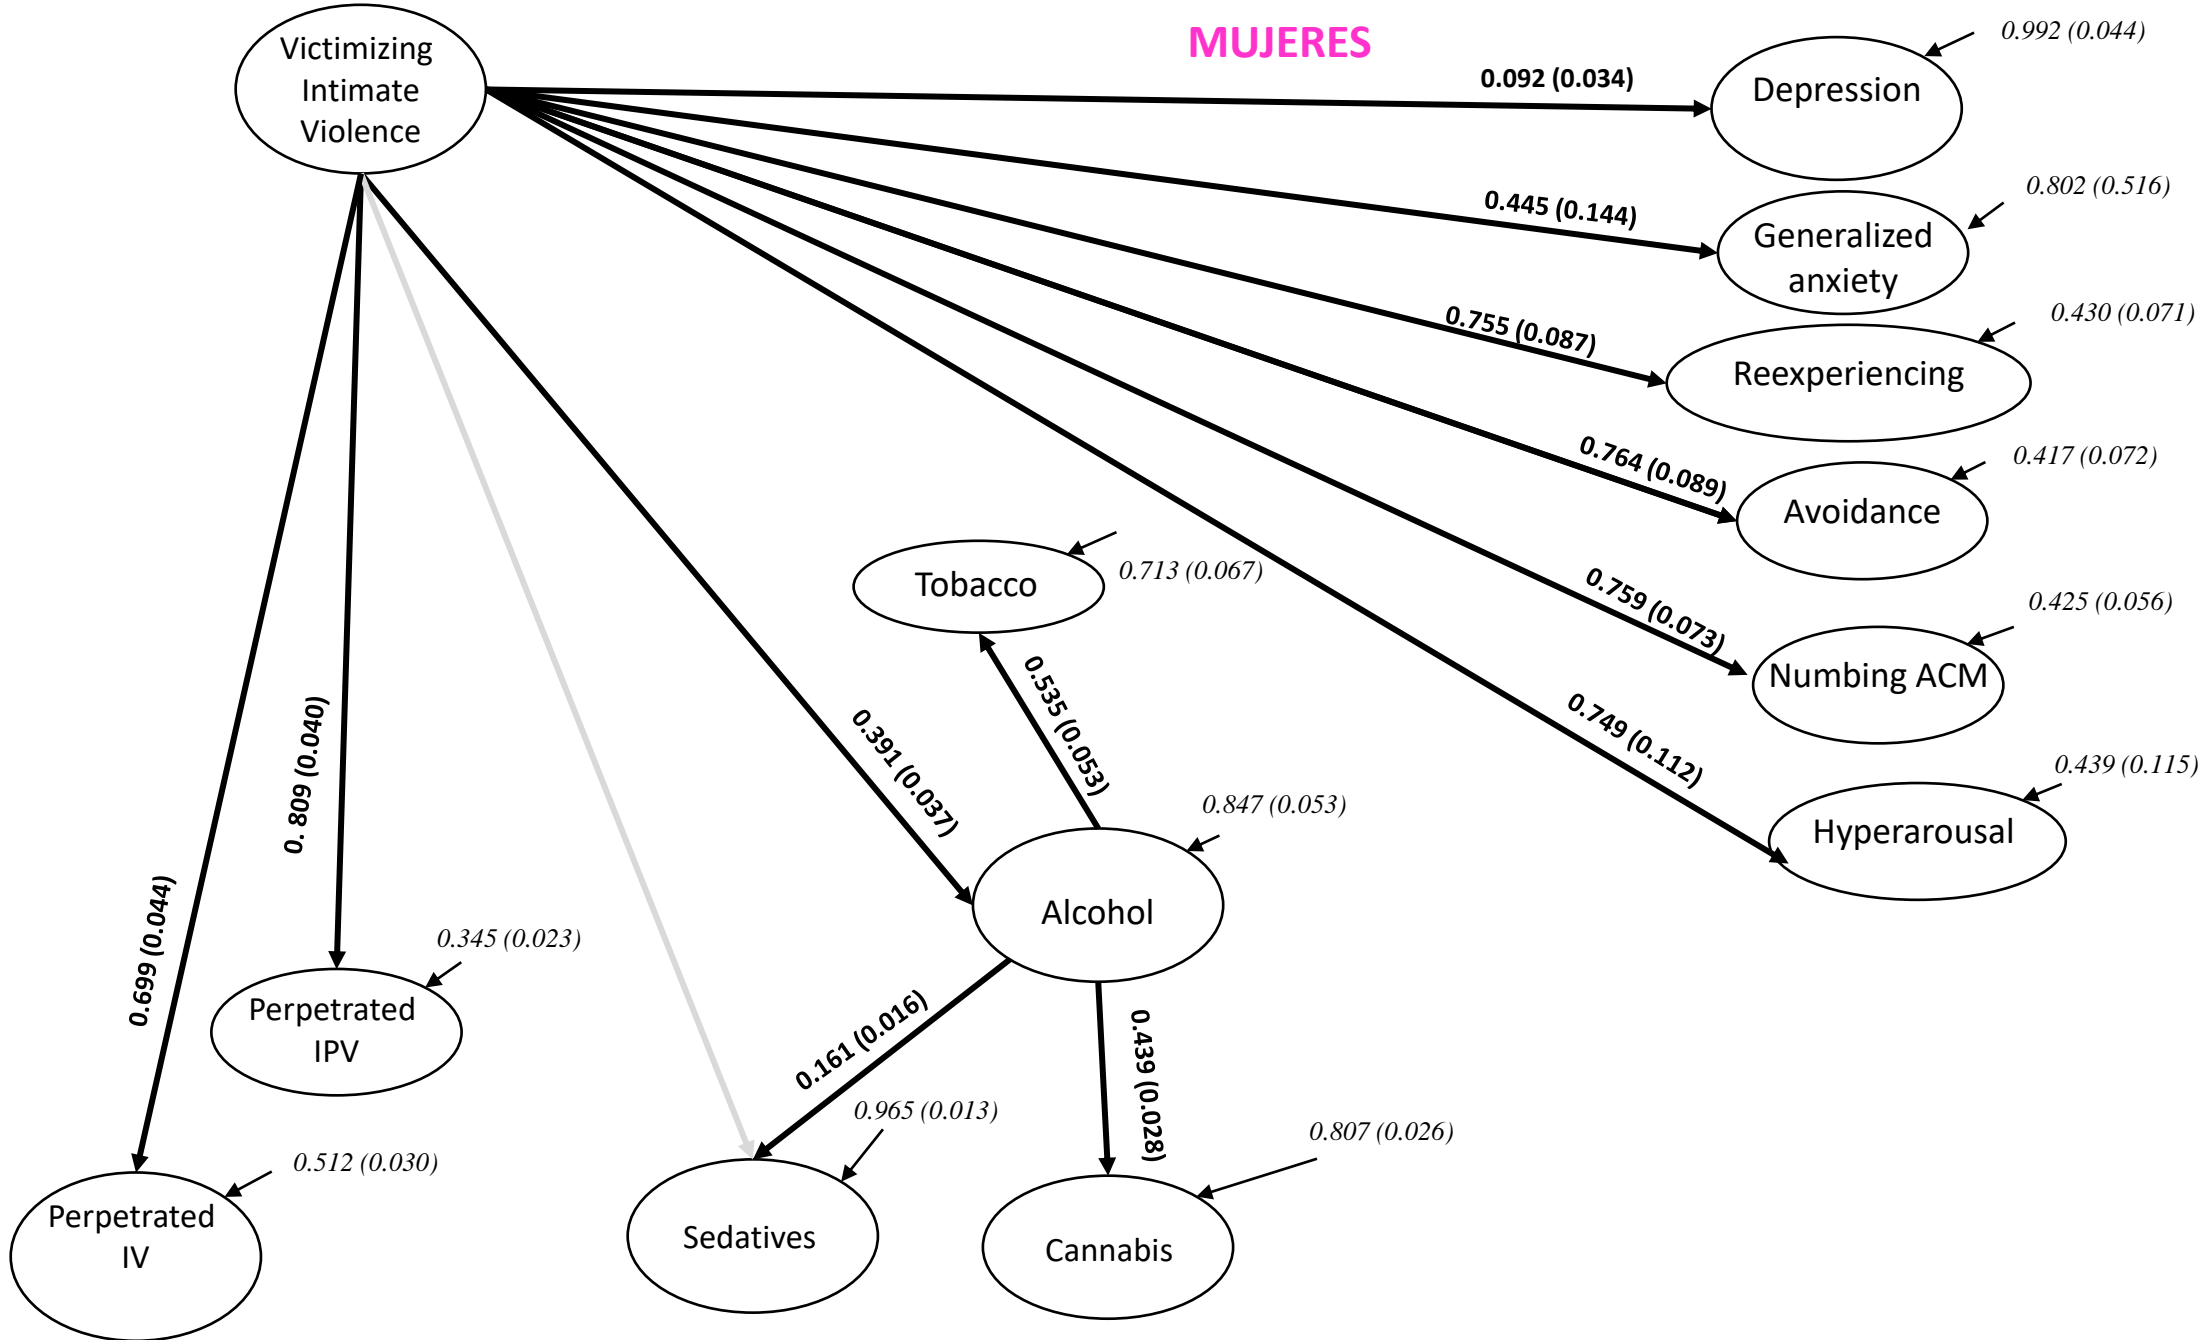 MUJERES
Victimizing
Intimate
Violence
0.092 (0.034)
Depression
0.992 (0.044)
0.445 (0.144)
Generalized
anxiety
0.802 (0.516)
0.755 (0.087)
Reexperiencing
0.430 (0.071)
0.764 (0.089)
Avoidance
0.417 (0.072)
0.759 (0.073)
Numbing ACM
0.425 (0.056)
0.749 (0.112)
Hyperarousal
0.439 (0.115)
Tobacco
0.713 (0.067)
0.535 (0.053)
0.391 (0.037)
Alcohol
0.847 (0.053)
0. 809 (0.040)
0.699 (0.044)
Perpetrated
IPV
0.345 (0.023)
Perpetrated
IV
0.512 (0.030)
0.161 (0.016)
Sedatives
0.965 (0.013)
0.439 (0.028)
Cannabis
0.807 (0.026)